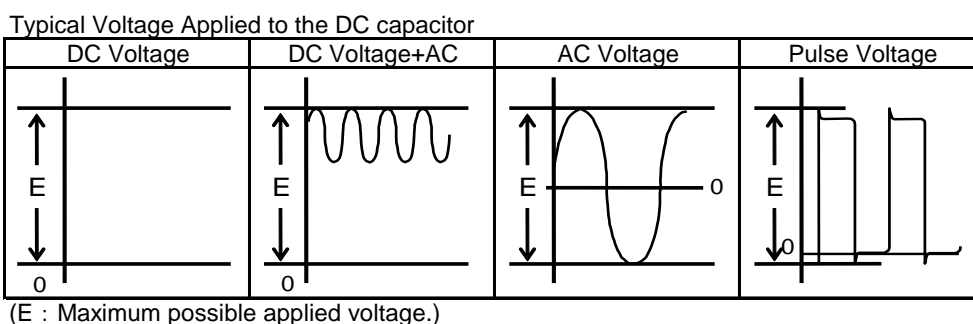 Typical Voltage Applied to the DC capacitor
DC Voltage DC Voltage+AC AC Voltage Pulse Voltage
E E E 0 E
0
0 0
(E：Maximum possible applied voltage.)